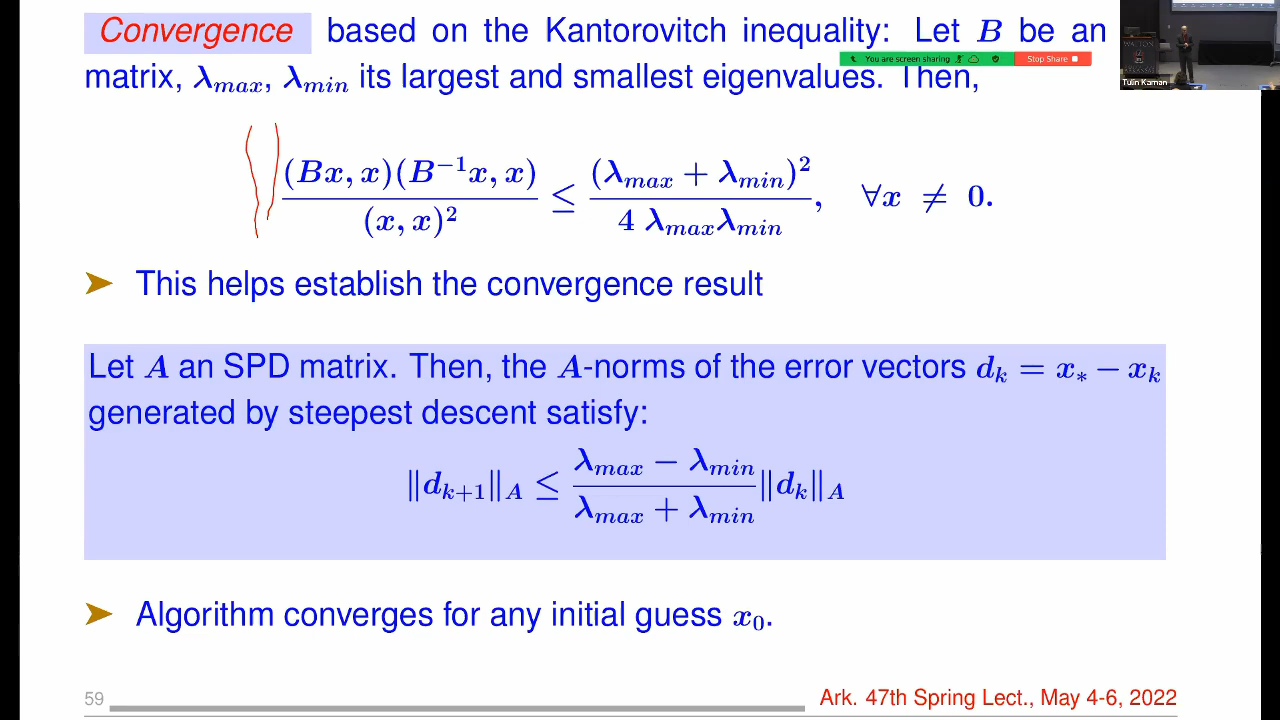 Convergence based on the Kantorovitch inequality: Let B be an
You are screen sharing Stop Share
matrix, λmax, λmin its largest and smallest eigenvalues. Then,
Tulin Kaman
(Bx, x)(B⁻¹x, x) / (x, x)² ≤ (λmax + λmin)² / 4 λmaxλmin, ∀x ≠ 0.
➤ This helps establish the convergence result
Let A an SPD matrix. Then, the A-norms of the error vectors dₖ = x∗ − xₖ
generated by steepest descent satisfy:
‖dₖ₊₁‖A ≤ λmax − λmin / λmax + λmin ‖dₖ‖A
➤ Algorithm converges for any initial guess x₀.
59
Ark. 47th Spring Lect., May 4-6, 2022